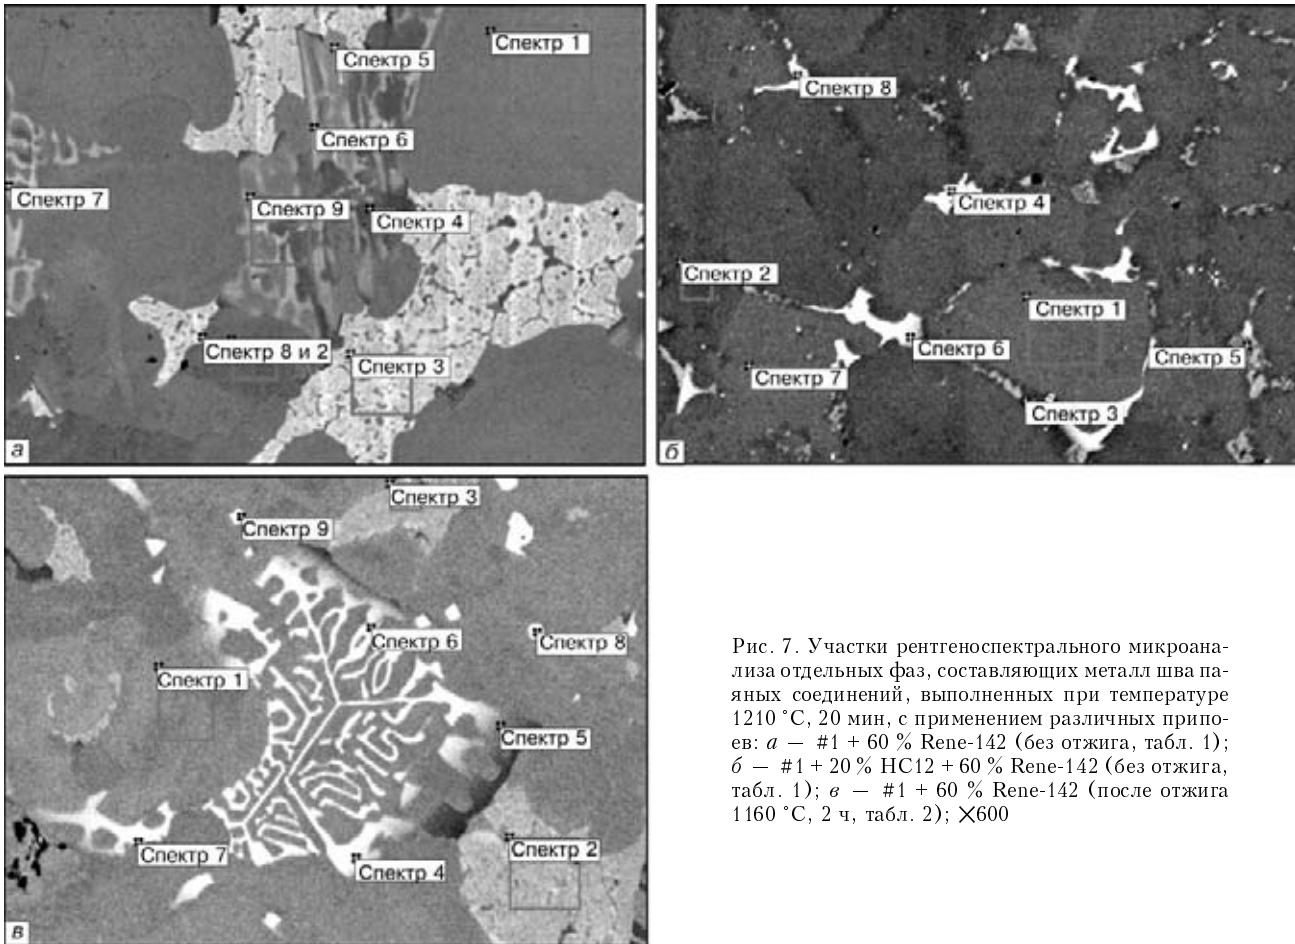 Спектр 1
Спектр 5
Спектр 6
Спектр 7
Спектр 9
Спектр 4
Спектр 8 и 2
Спектр 3
а
Спектр 8
Спектр 4
Спектр 2
Спектр 1
Спектр 6
Спектр 5
Спектр 7
Спектр 3
б
Спектр 3
Спектр 9
Спектр 6
Спектр 8
Спектр 1
Спектр 5
Спектр 7
Спектр 2
Спектр 4
в
Рис. 7. Участки рентгеноспектрального микроана-
лиза отдельных фаз, составляющих металл шва па-
яных соединений, выполненных при температуре
1210 °С, 20 мин, с применением различных припо-
ев: а — #1 + 60 % Rene-142 (без отжига, табл. 1);
б — #1 + 20 % НС12 + 60 % Rene-142 (без отжига,
табл. 1); в — #1 + 60 % Rene-142 (после отжига
1160 °С, 2 ч, табл. 2); ×600